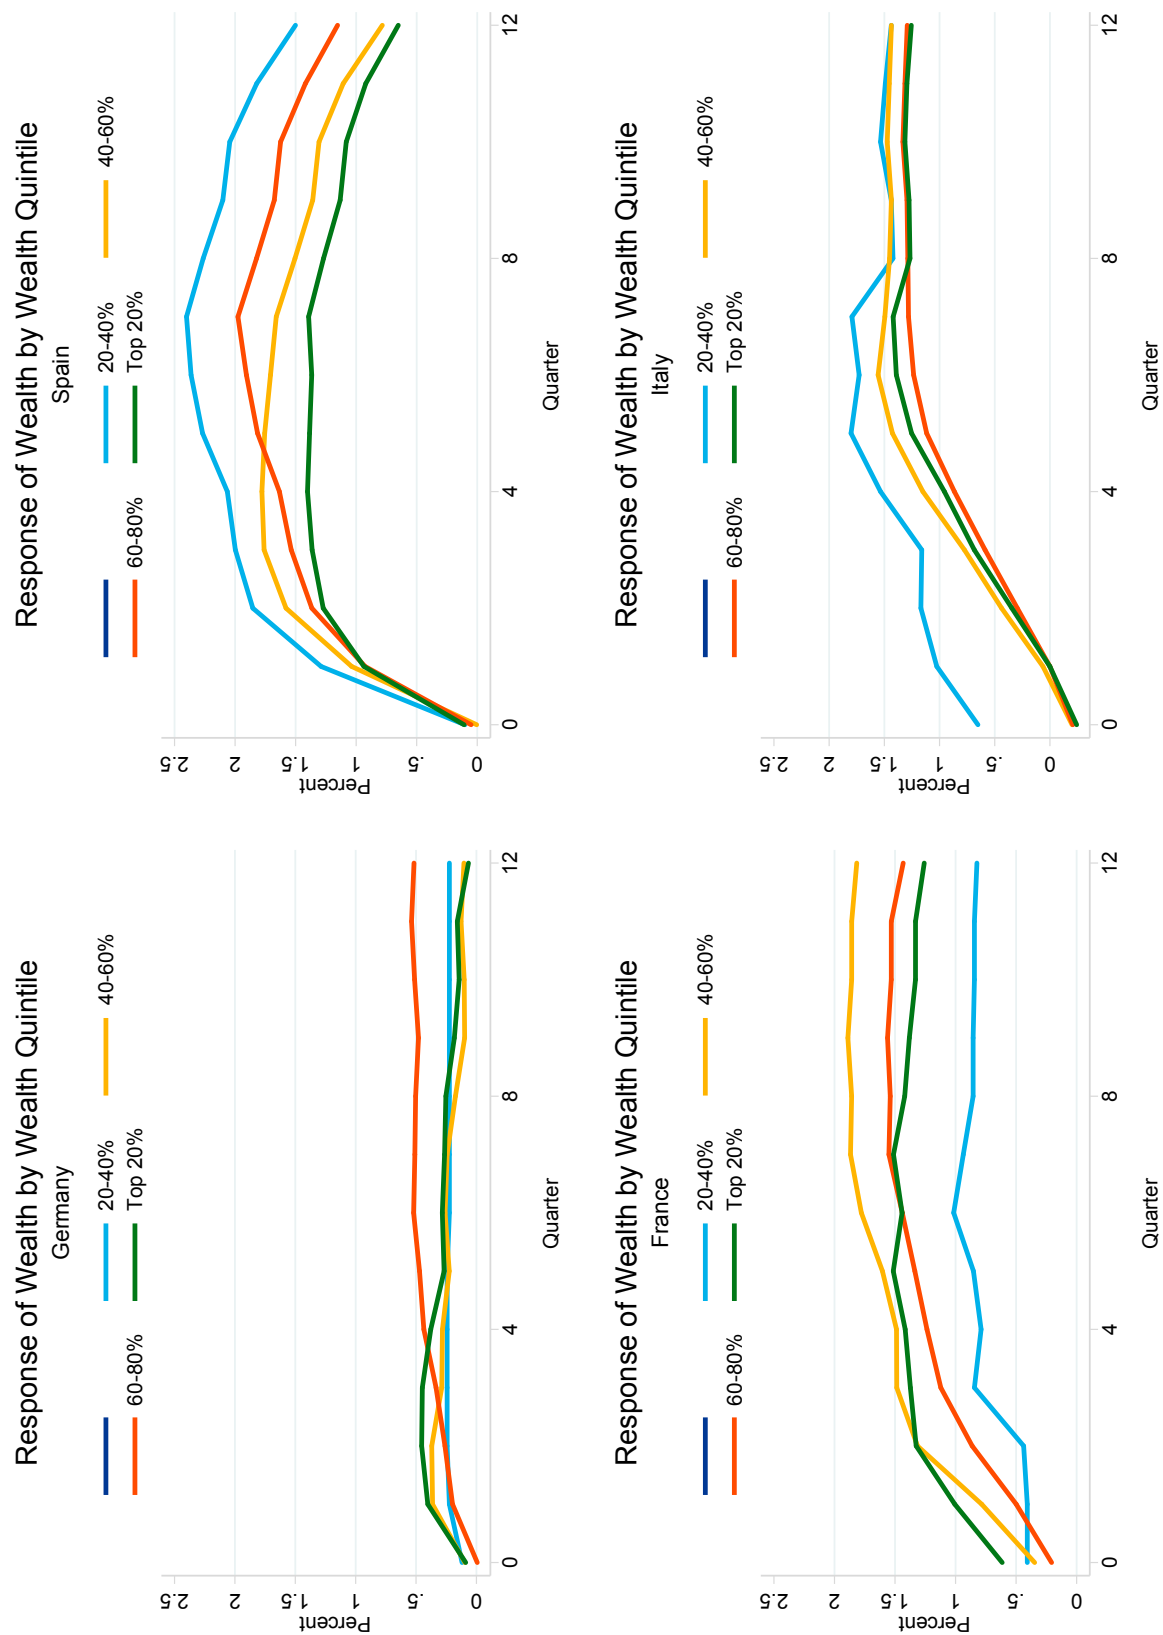 Response of Wealth by Wealth Quintile
Germany
20-40%
40-60%
60-80%
Top 20%
Percent
2.5
2
1.5
1
.5
0
0
4
8
12
Quarter
Response of Wealth by Wealth Quintile
Spain
20-40%
40-60%
60-80%
Top 20%
Percent
2.5
2
1.5
1
.5
0
0
4
8
12
Quarter
Response of Wealth by Wealth Quintile
France
20-40%
40-60%
60-80%
Top 20%
Percent
2.5
2
1.5
1
.5
0
0
4
8
12
Quarter
Response of Wealth by Wealth Quintile
Italy
20-40%
40-60%
60-80%
Top 20%
Percent
2.5
2
1.5
1
.5
0
0
4
8
12
Quarter